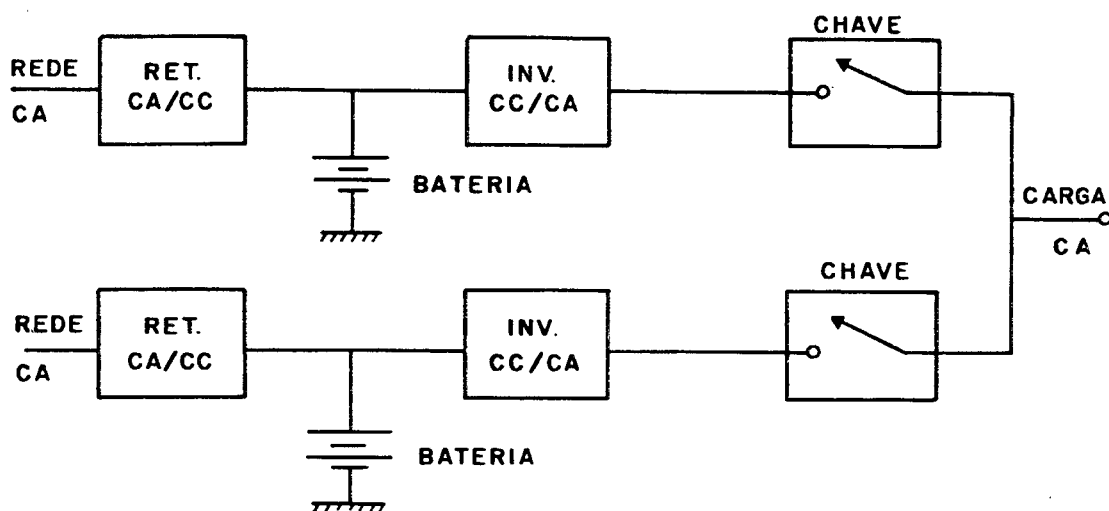 CHAVE
REDE
CA
RET.
CA/CC
INV.
CC/CA
BATERIA
CARGA
CA
CHAVE
REDE
CA
RET.
CA/CC
INV.
CC/CA
BATERIA